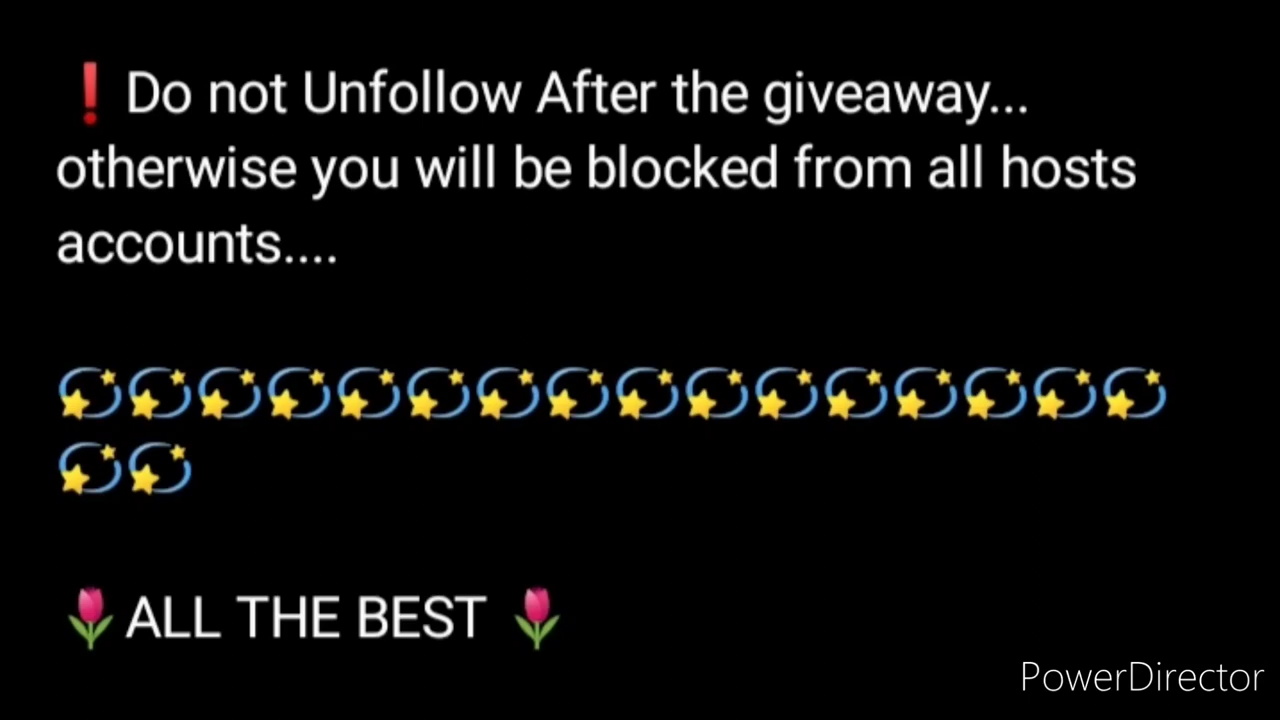 ❗Do not Unfollow After the giveaway...
otherwise you will be blocked from all hosts
accounts....
💫💫💫💫💫💫💫💫💫💫💫💫💫💫💫💫
💫💫
🌷ALL THE BEST 🌷
PowerDirector